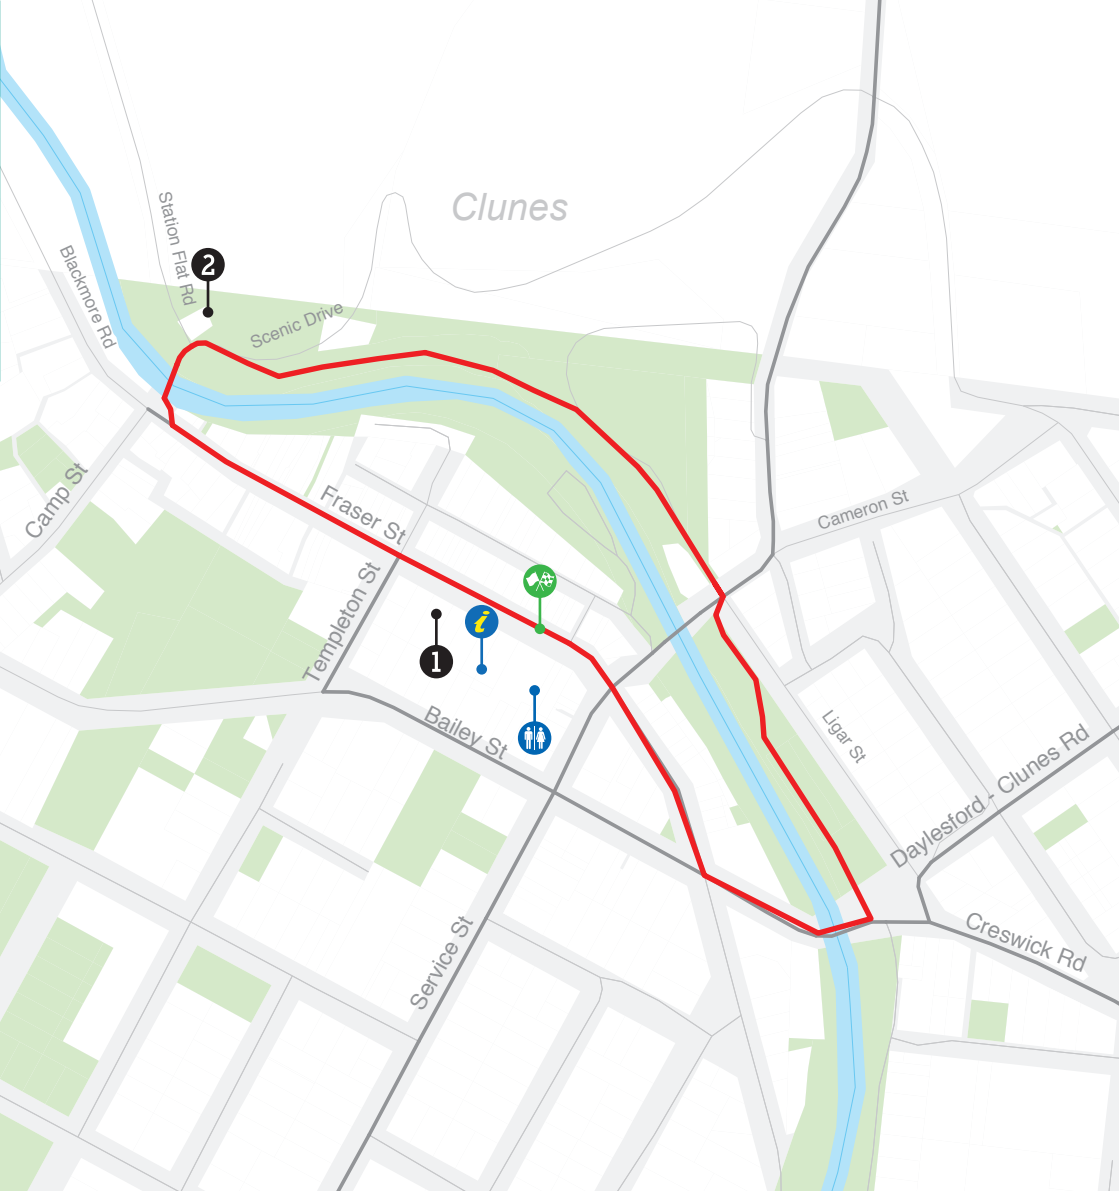 Clunes
Station Flat Rd
Blackmore Rd
2
Scenic Drive
Camp St
Fraser St
Cameron St
Templeton St
i
1
Bailey St
Ligar St
Daylesford - Clunes Rd
Service St
Creswick Rd